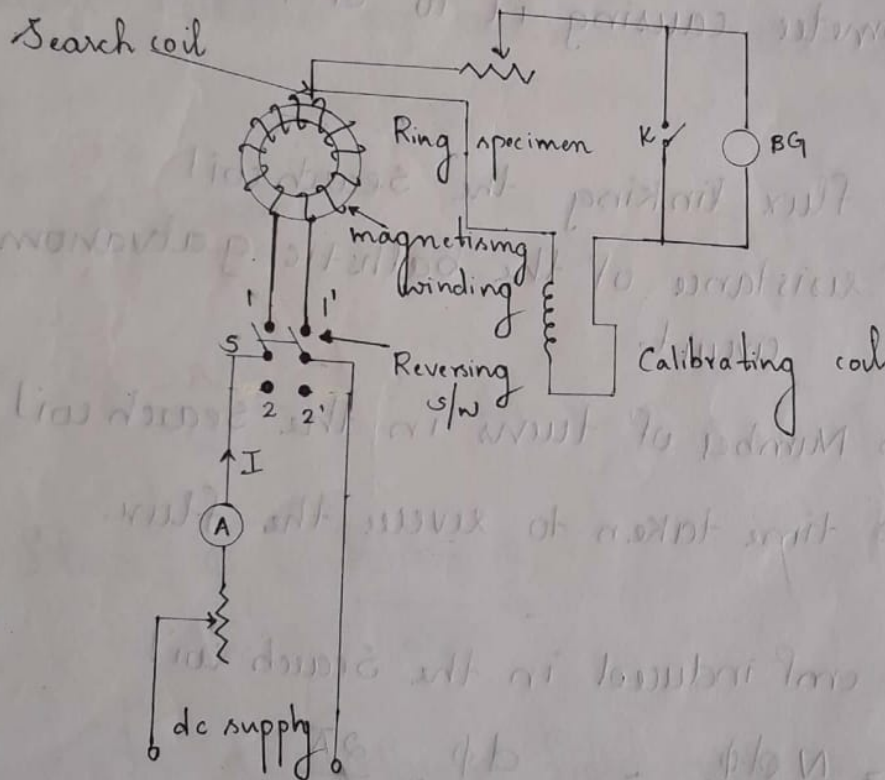 Search coil
Ring specimen
K
BG
magnetising
winding
1
1'
S
Reversing
s/w
2
2'
Calibrating coil
I
A
dc supply